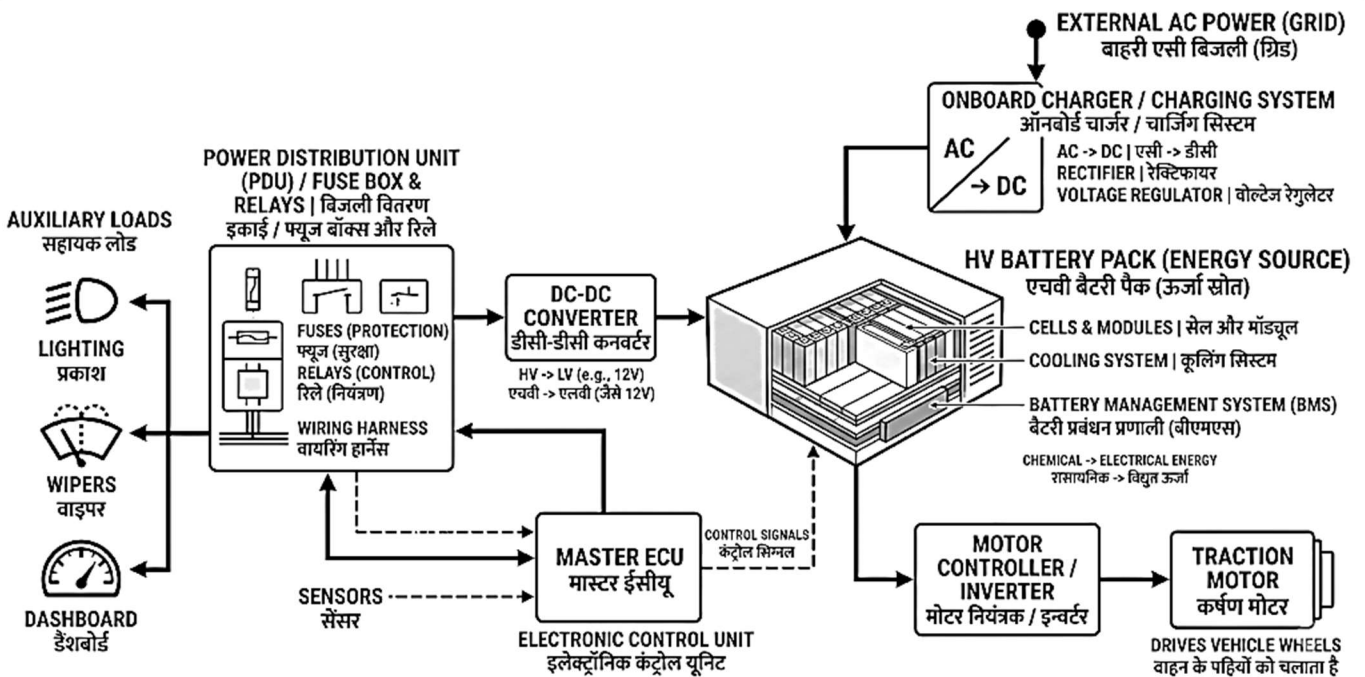 EXTERNAL AC POWER (GRID)
बाहरी एसी बिजली (ग्रिड)
ONBOARD CHARGER / CHARGING SYSTEM
ऑनबोर्ड चार्जर / चार्जिंग सिस्टम
AC
→ DC
AC -> DC | एसी -> डीसी
RECTIFIER | रेक्टिफायर
VOLTAGE REGULATOR | वोल्टेज रेगुलेटर
POWER DISTRIBUTION UNIT
(PDU) / FUSE BOX &
RELAYS | बिजली वितरण
इकाई / फ्यूज बॉक्स और रिले
AUXILIARY LOADS
सहायक लोड
LIGHTING
प्रकाश
WIPERS
वाइपर
DASHBOARD
डैशबोर्ड
FUSES (PROTECTION)
फ्यूज (सुरक्षा)
RELAYS (CONTROL)
रिले (नियंत्रण)
WIRING HARNESS
वायरिंग हार्नेस
DC-DC
CONVERTER
डीसी-डीसी कनवर्टर
HV -> LV (e.g., 12V)
एचवी -> एलवी (जैसे 12V)
HV BATTERY PACK (ENERGY SOURCE)
एचवी बैटरी पैक (ऊर्जा स्रोत)
CELLS & MODULES | सेल और मॉड्यूल
COOLING SYSTEM | कूलिंग सिस्टम
BATTERY MANAGEMENT SYSTEM (BMS)
बैटरी प्रबंधन प्रणाली (बीएमएस)
CHEMICAL -> ELECTRICAL ENERGY
रासायनिक -> विद्युत ऊर्जा
SENSORS
सेंसर
MASTER ECU
मास्टर ईसीयू
ELECTRONIC CONTROL UNIT
इलेक्ट्रॉनिक कंट्रोल यूनिट
CONTROL SIGNALS
कंट्रोल सिग्नल
MOTOR
CONTROLLER /
INVERTER
मोटर नियंत्रक / इन्वर्टर
TRACTION
MOTOR
कर्षण मोटर
DRIVES VEHICLE WHEELS
वाहन के पहियों को चलाता है